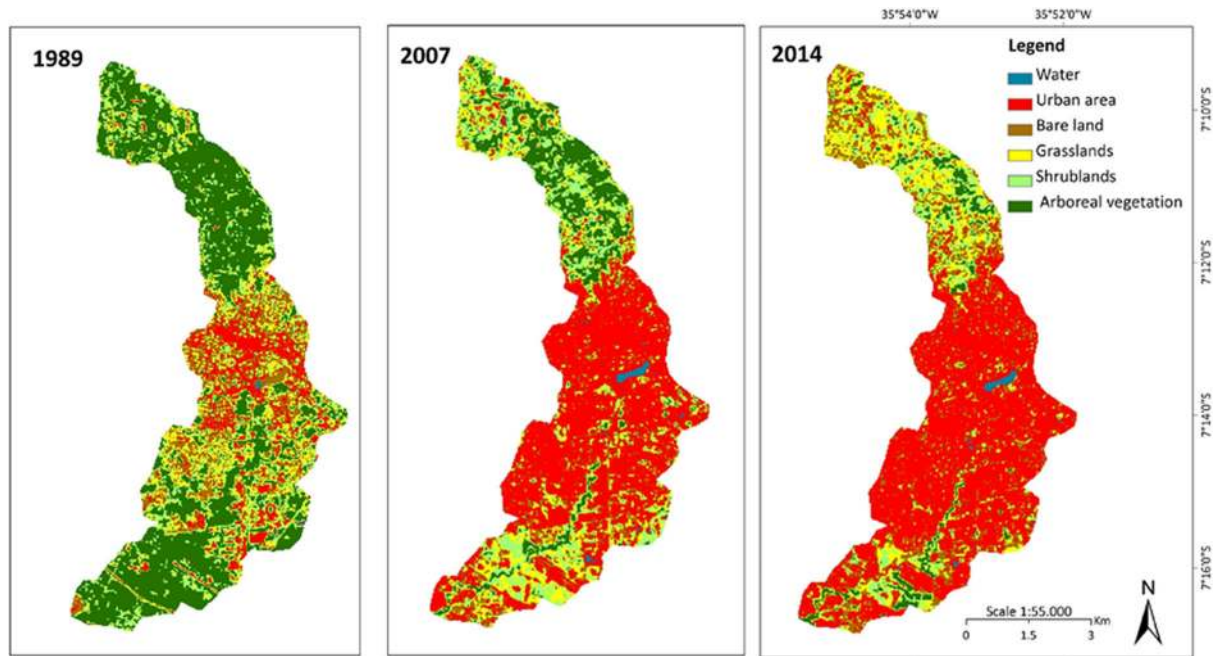 1989
2007
2014
35°54'0"W
35°52'0"W
Legend
Water
Urban area
Bare land
Grasslands
Shrublands
Arboreal vegetation
7°10'0"S
7°12'0"S
7°14'0"S
7°16'0"S
N
Scale 1:55.000
Km
0 1.5 3